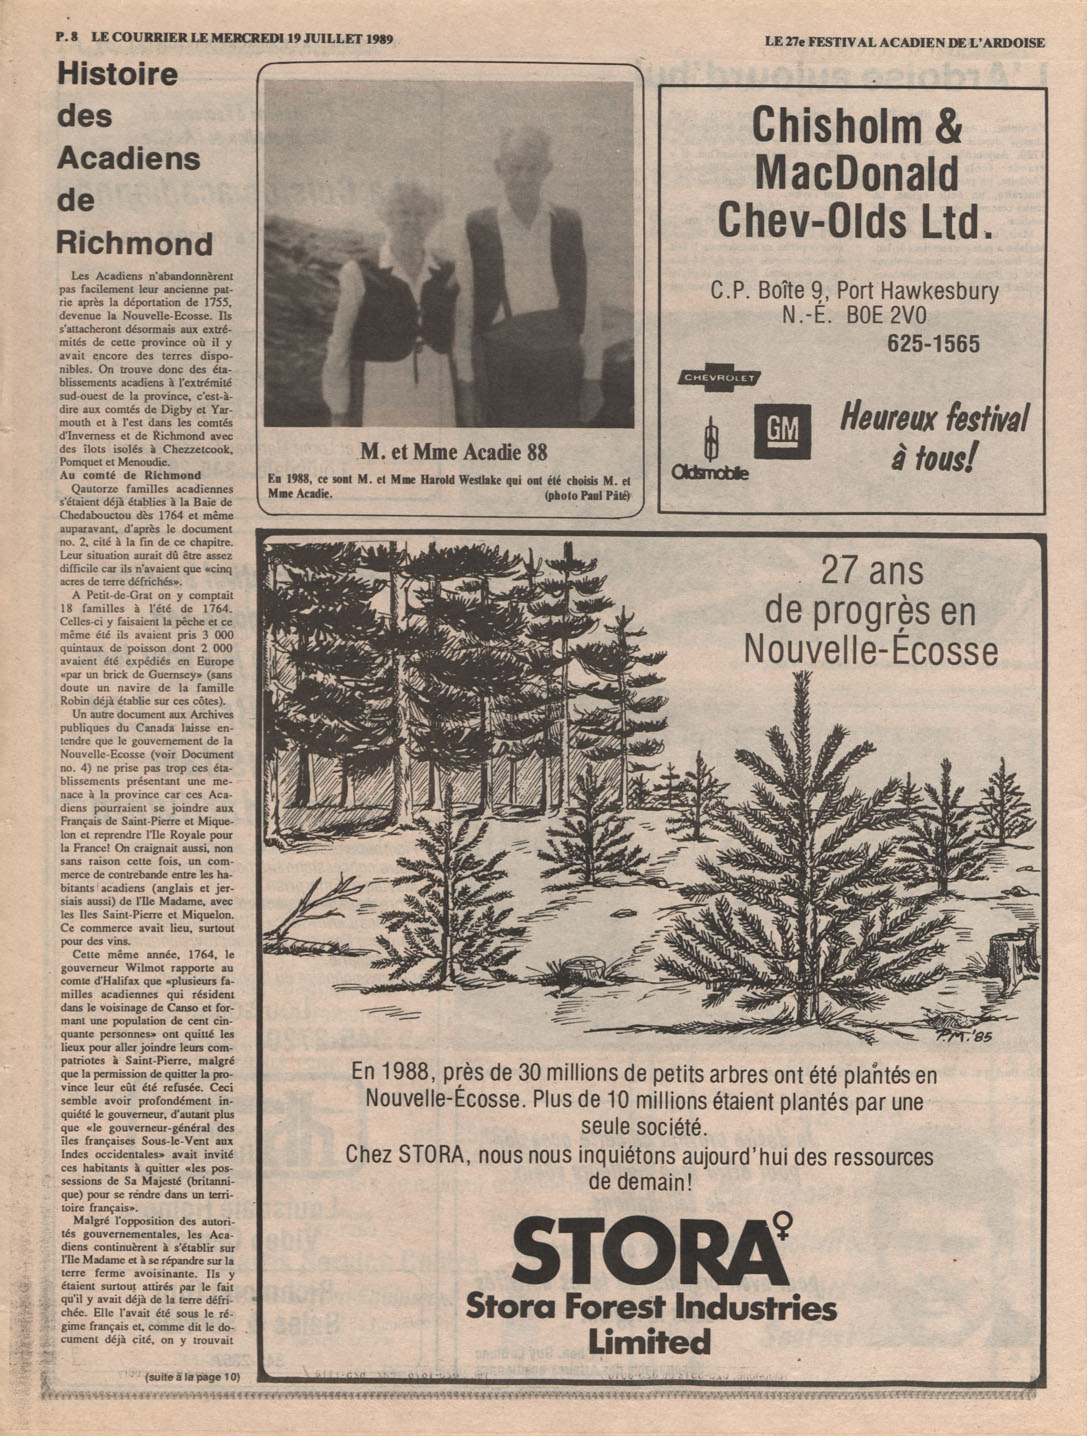 P. 8 LE COURRIER LE MERCREDI 19 JUILLET 1989
LE 27e FESTIVAL ACADIEN DE L'ARDOISE
Histoire
des
Acadiens
de
Richmond
Les Acadiens n'abandonnèrent
pas facilement leur ancienne pat-
rie après la déportation de 1755,
devenue la Nouvelle-Ecosse. Ils
s'attacheront désormais aux extré-
mités de cette province où il y
avait encore des terres dispo-
nibles. On trouve donc des éta-
blissements acadiens à l'extrémité
sud-ouest de la province, c'est-à-
dire aux comtés de Digby et Yar-
mouth et à l'est dans les comtés
d'Inverness et de Richmond avec
des îlots isolés à Chezzetcook,
Pomquet et Menoudie.
Au comté de Richmond
Qautorze familles acadiennes
s'étaient déjà établies à la Baie de
Chedabouctou dès 1764 et même
auparavant, d'après le document
no. 2, cité à la fin de ce chapitre.
Leur situation aurait dû être assez
difficile car ils n'avaient que «cinq
acres de terre défrichés».
A Petit-de-Grat on y comptait
18 familles à l'été de 1764.
Celles-ci y faisaient la pêche et ce
même été ils avaient pris 3 000
quintaux de poisson dont 2 000
avaient été expédiés en Europe
«par un brick de Guernsey» (sans
doute un navire de la famille
Robin déjà établie sur ces côtes).
Un autre document aux Archives
publiques du Canada laisse en-
tendre que le gouvernement de la
Nouvelle-Ecosse (voir Document
no. 4) ne prise pas trop ces éta-
blissements présentant une me-
nace à la province car ces Aca-
diens pourraient se joindre aux
Français de Saint-Pierre et Mique-
lon et reprendre l'Ile Royale pour
la France! On craignait aussi, non
sans raison cette fois, un com-
merce de contrebande entre les ha-
bitants acadiens (anglais et jer-
siais aussi) de l'Ile Madame, avec
les Iles Saint-Pierre et Miquelon.
Ce commerce avait lieu, surtout
pour des vins.
Cette même année, 1764, le
gouverneur Wilmot rapporte au
comte d'Halifax que «plusieurs fa-
milles acadiennes qui résident
dans le voisinage de Canso et for-
mant une population de cent cin-
quante personnes» ont quitté les
lieux pour aller joindre leurs com-
patriotes à Saint-Pierre, malgré
que la permission de quitter la pro-
vince leur eût été refusée. Ceci
semble avoir profondément in-
quiété le gouverneur, d'autant plus
que «le gouverneur-général des
îles françaises Sous-le-Vent aux
Indes occidentales» avait invité
ces habitants à quitter «les pos-
sessions de Sa Majesté (britanni-
que) pour se rendre dans un terri-
toire français».
Malgré l'opposition des autori-
tés gouvernementales, les Aca-
diens continuèrent à s'établir sur
l'Ile Madame et à se répandre sur la
terre ferme avoisinante. Ils y
étaient surtout attirés par le fait
qu'il y avait déjà de la terre défri-
chée. Elle l'avait été sous le ré-
gime français et, comme dit le do-
cument déjà cité, on y trouvait
(suite à la page 10)
M. et Mme Acadie 88
En 1988, ce sont M. et Mme Harold Westlake qui ont été choisis M. et
Mme Acadie. (photo Paul Pâté)
Chisholm &
MacDonald
Chev-Olds Ltd.
C.P. Boîte 9, Port Hawkesbury
N.-É. BOE 2VO
625-1565
CHEVROLET
GM
Oldsmobile
Heureux festival
à tous!
27 ans
de progrès en
Nouvelle-Écosse
P.M. '85
En 1988, près de 30 millions de petits arbres ont été plantés en
Nouvelle-Écosse. Plus de 10 millions étaient plantés par une
seule société.
Chez STORA, nous nous inquiétons aujourd'hui des ressources
de demain!
STORA
Stora Forest Industries
Limited